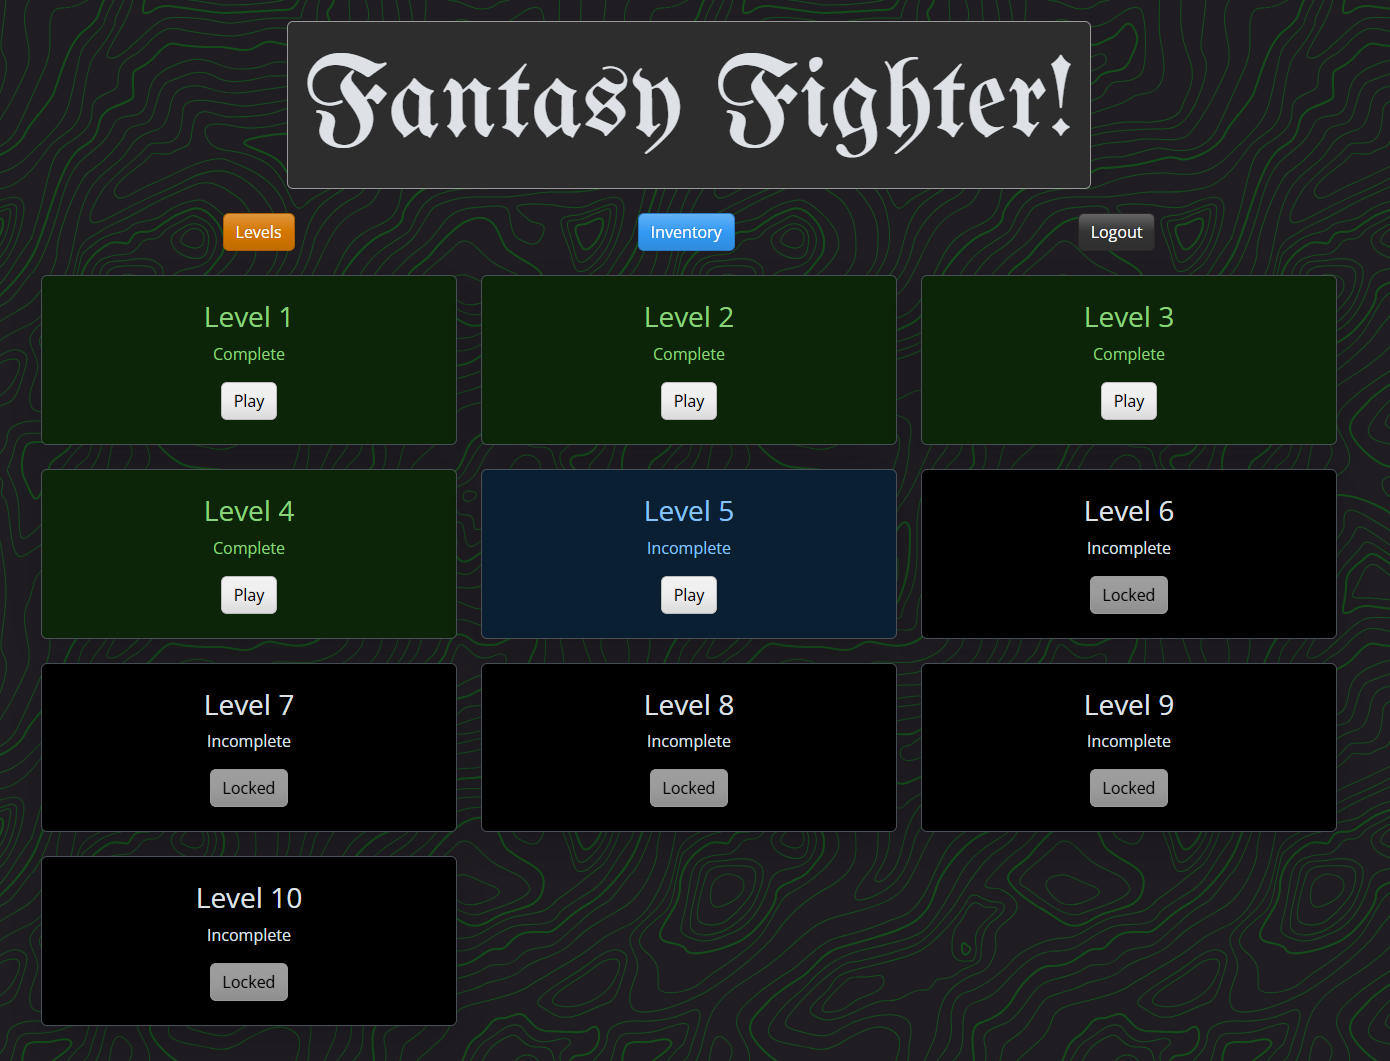 Fantasy Fighter!
Levels
Inventory
Logout
Level 1
Complete
Play
Level 2
Complete
Play
Level 3
Complete
Play
Level 4
Complete
Play
Level 5
Incomplete
Play
Level 6
Incomplete
Locked
Level 7
Incomplete
Locked
Level 8
Incomplete
Locked
Level 9
Incomplete
Locked
Level 10
Incomplete
Locked